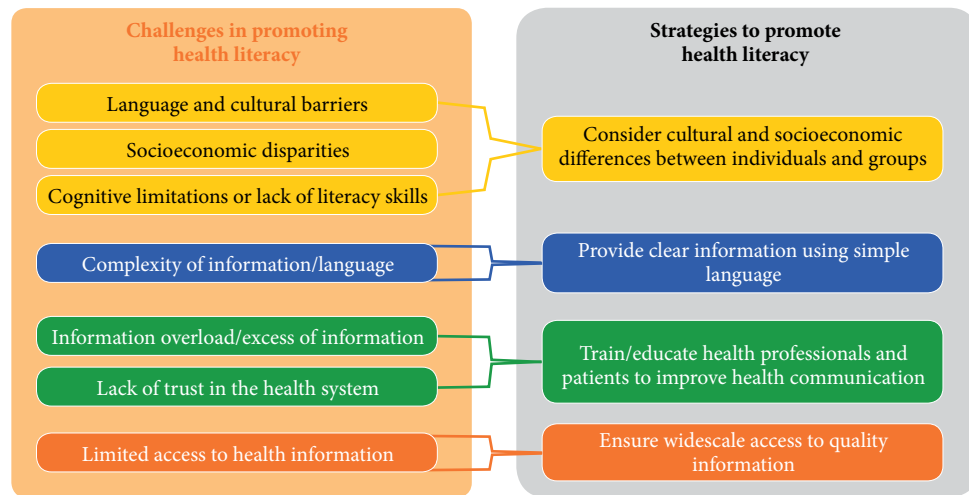 Challenges in promoting
health literacy
Language and cultural barriers
Socioeconomic disparities
Cognitive limitations or lack of literacy skills
Complexity of information/language
Information overload/excess of information
Lack of trust in the health system
Limited access to health information
Strategies to promote
health literacy
Consider cultural and socioeconomic
differences between individuals and groups
Provide clear information using simple
language
Train/educate health professionals and
patients to improve health communication
Ensure widescale access to quality
information